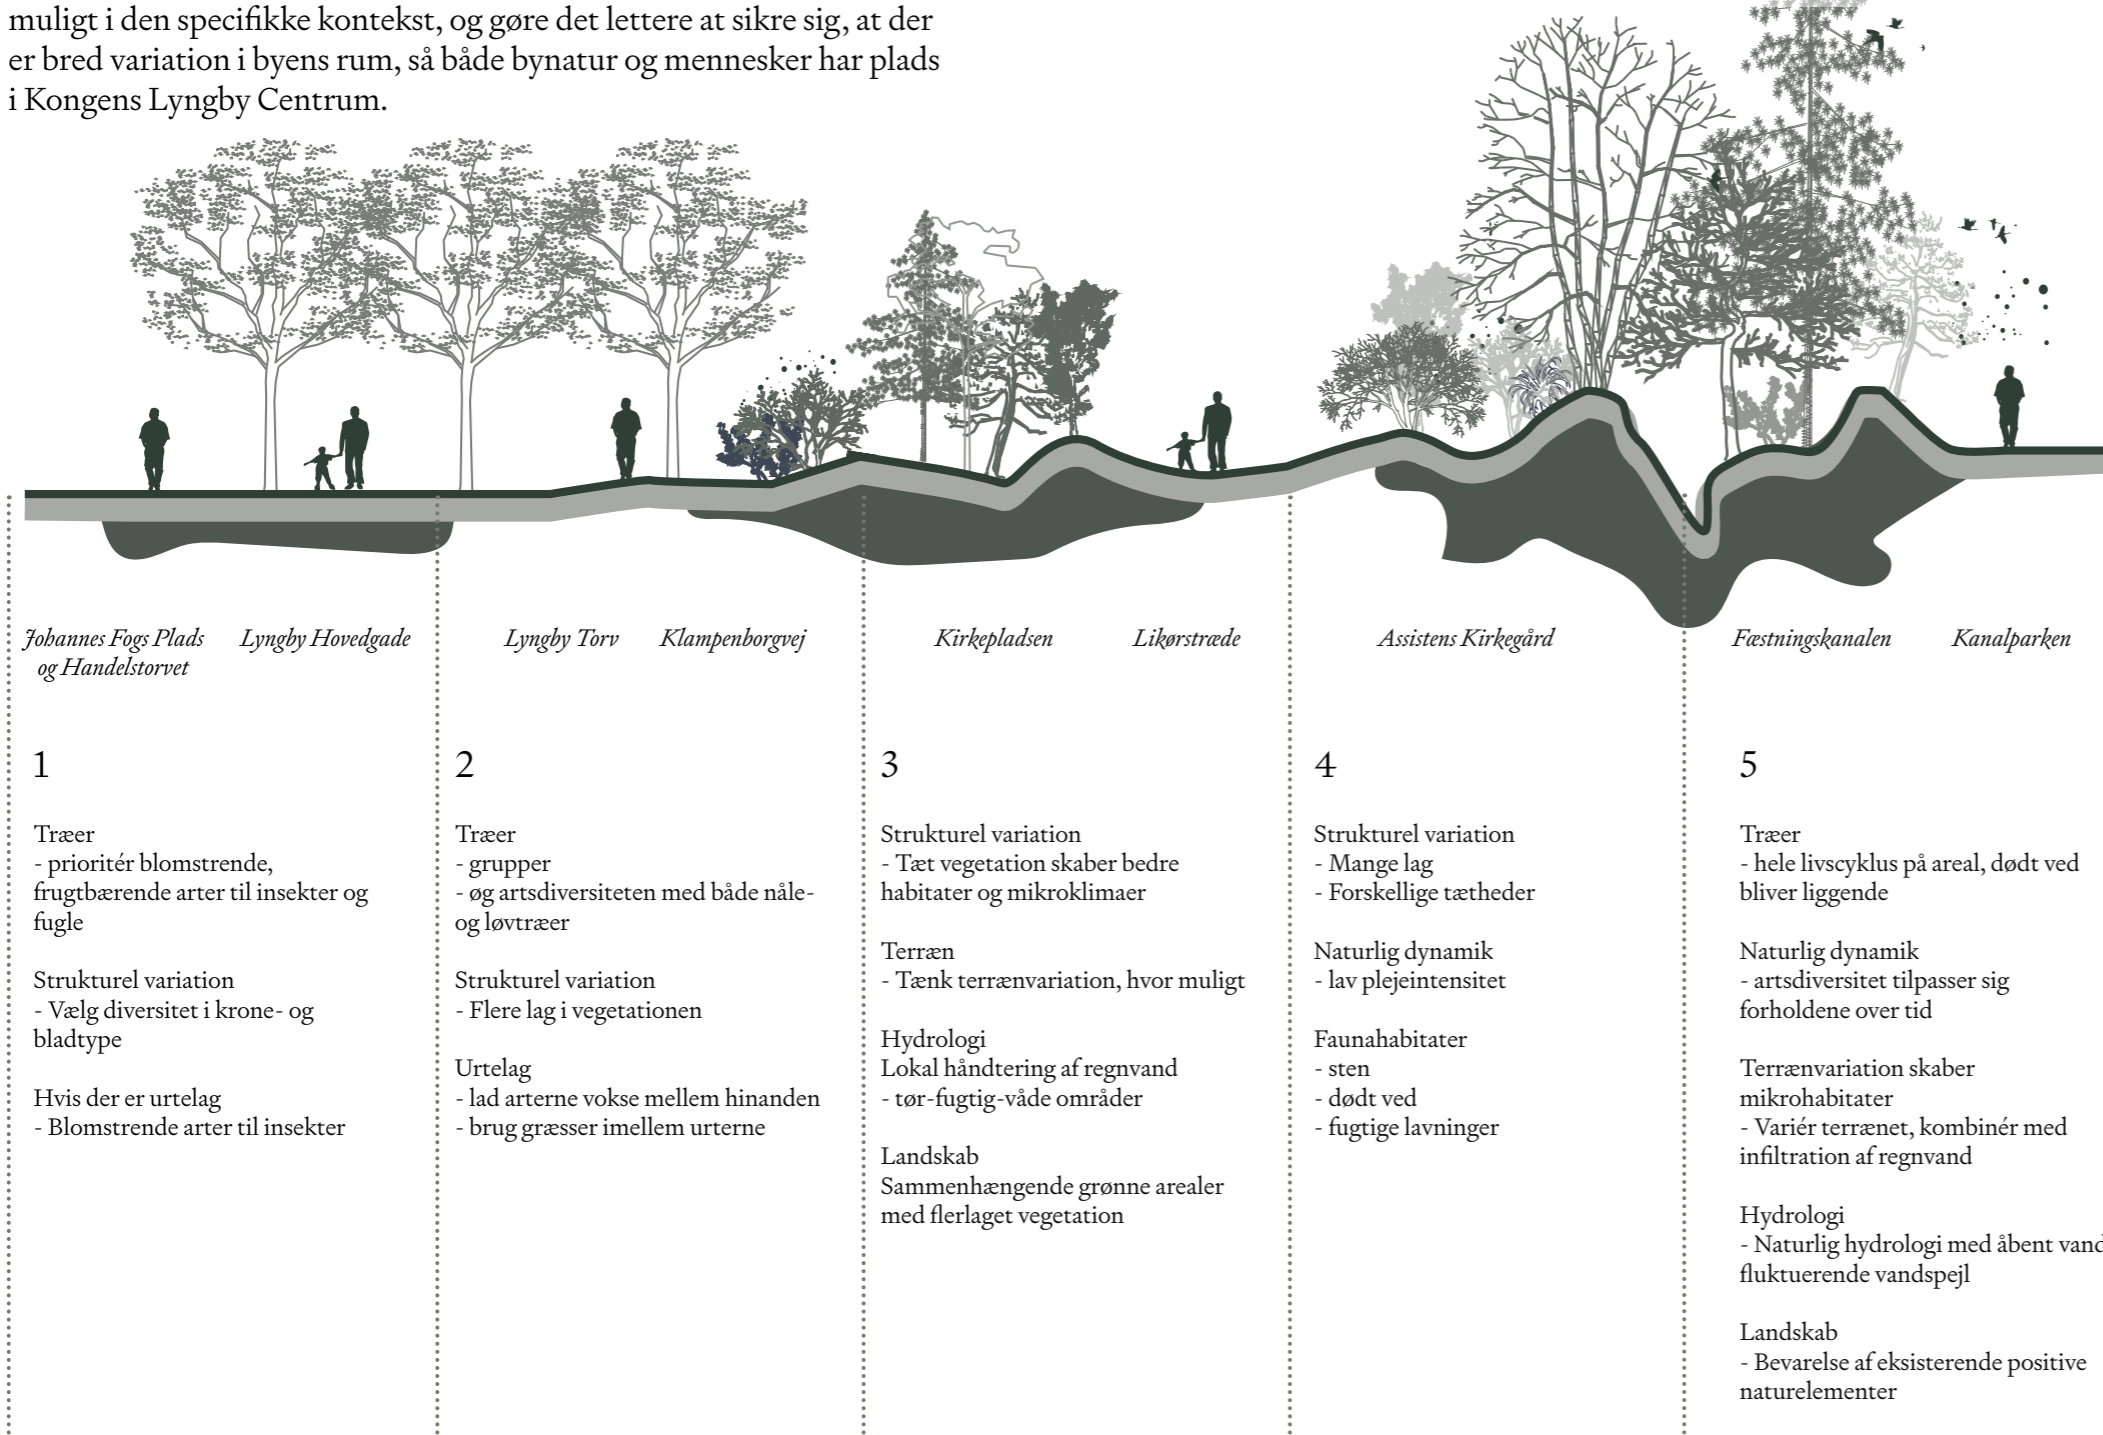 muligt i den specifikke kontekst, og gøre det lettere at sikre sig, at der
er bred variation i byens rum, så både bynatur og mennesker har plads
i Kongens Lyngby Centrum.
Johannes Fogs Plads
og Handelstorvet
Lyngby Hovedgade
Lyngby Torv
Klampenborgvej
Kirkepladsen
Likørstræde
Assistens Kirkegård
Fæstningskanalen
Kanalparken
1
Træer
- prioritér blomstrende,
frugtbærende arter til insekter og
fugle
Strukturel variation
- Vælg diversitet i krone- og
bladtype
Hvis der er urtelag
- Blomstrende arter til insekter
2
Træer
- grupper
- øg artsdiversiteten med både nåle-
og løvtræer
Strukturel variation
- Flere lag i vegetationen
Urtelag
- lad arterne vokse mellem hinanden
- brug græsser imellem urterne
3
Strukturel variation
- Tæt vegetation skaber bedre
habitater og mikroklimaer
Terræn
- Tænk terrænvariation, hvor muligt
Hydrologi
Lokal håndtering af regnvand
- tør-fugtig-våde områder
Landskab
Sammenhængende grønne arealer
med flerlaget vegetation
4
Strukturel variation
- Mange lag
- Forskellige tætheder
Naturlig dynamik
- lav plejeintensitet
Faunahabitater
- sten
- dødt ved
- fugtige lavninger
5
Træer
- hele livscyklus på areal, dødt ved
bliver liggende
Naturlig dynamik
- artsdiversitet tilpasser sig
forholdene over tid
Terrænvariation skaber
mikrohabitater
- Variér terrænet, kombinér med
infiltration af regnvand
Hydrologi
- Naturlig hydrologi med åbent vand
fluktuerende vandspejl
Landskab
- Bevarelse af eksisterende positive
naturelementer